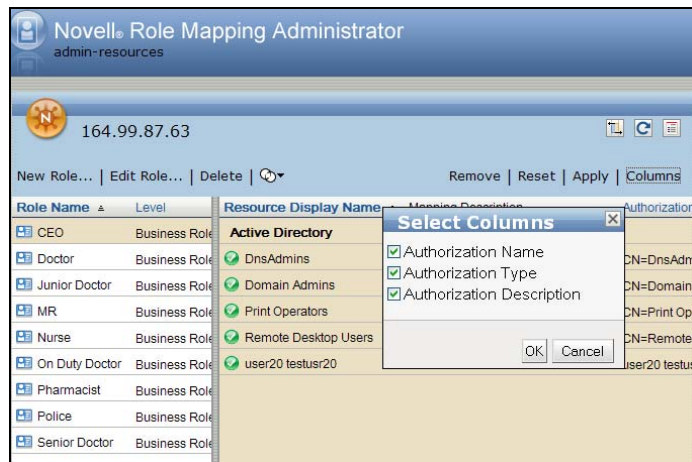 Novell® Role Mapping Administrator
admin-resources
N
164.99.87.63
New Role... | Edit Role... | Delete |
Remove | Reset | Apply | Columns
Role Name Level Resource Display Name Mapping Description Authorization
CEO Business Role Active Directory
Doctor Business Role DnsAdmins CN=DnsAdm
Junior Doctor Business Role Domain Admins CN=Domain
MR Business Role Print Operators CN=Print Op
Nurse Business Role Remote Desktop Users CN=Remote
On Duty Doctor Business Role user20 testusr20 user20 testus
Pharmacist Business Role
Police Business Role
Senior Doctor Business Role
Select Columns
Authorization Name
Authorization Type
Authorization Description
OK Cancel